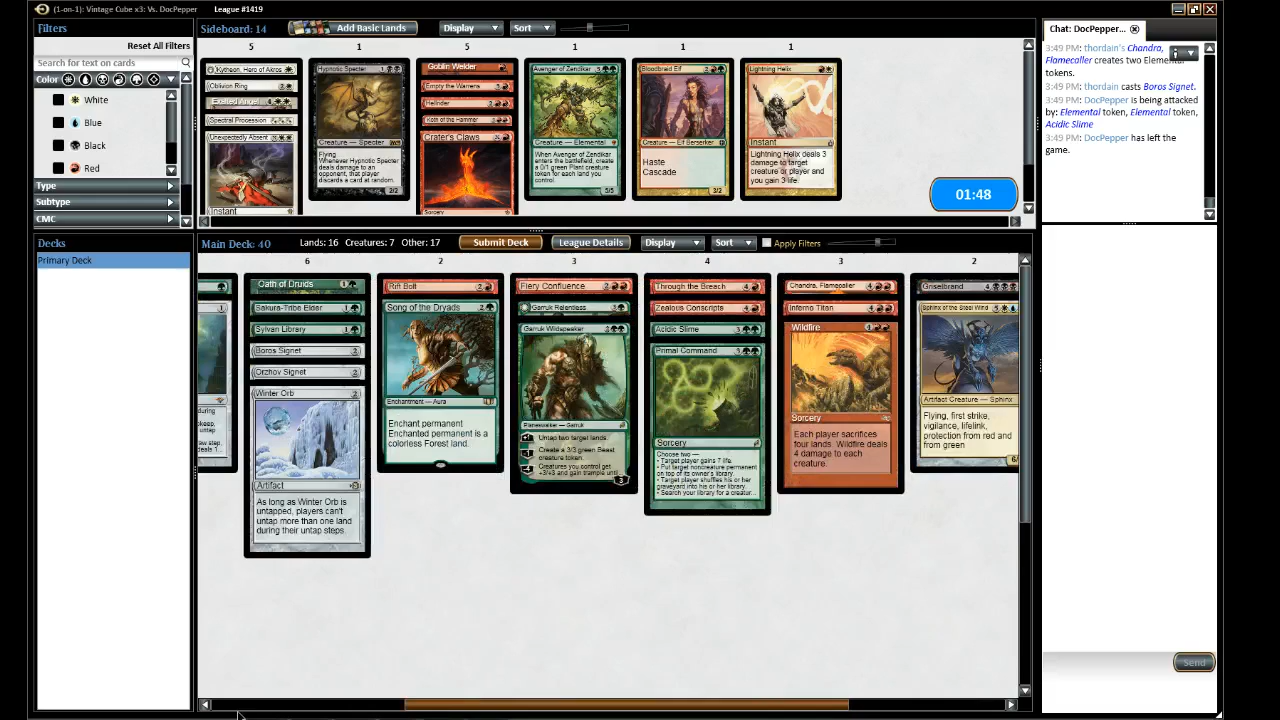 (1-on-1): Vintage Cube x3: Vs. DocPepper League #1419
Filters
Reset All Filters
Search for text on cards
Color
White
Blue
Black
Red
Type
Subtype
CMC
Sideboard: 14
Add Basic Lands
Display
Sort
5
1
5
1
1
1
Kytheon, Hero of Akros
Oblivion Ring
Exalted Angel
Spectral Procession
Unexpectedly Absent
Instant
Hypnotic Specter
Creature — Specter
Flying
Whenever Hypnotic Specter
deals damage to an
opponent, that player
discards a card at random.
2/2
Goblin Welder
Empty the Warrens
Hellrider
Koth of the Hammer
Crater's Claws
Sorcery
Avenger of Zendikar
Creature — Elemental
When Avenger of Zendikar
enters the battlefield, create
a 0/1 green Plant creature
token for each land you
control.
5/5
Bloodbraid Elf
Creature — Elf Berserker
Haste
Cascade
3/2
Lightning Helix
Instant
Lightning Helix deals 3
damage to target
creature or player and
you gain 3 life.
01:48
Decks
Primary Deck
Main Deck: 40
Lands: 16 Creatures: 7 Other: 17
Submit Deck
League Details
Display
Sort
Apply Filters
6
2
3
4
3
2
Oath of Druids
Sakura-Tribe Elder
Sylvan Library
Boros Signet
Orzhov Signet
Winter Orb
Artifact
As long as Winter Orb is
untapped, players can't
untap more than one land
during their untap steps.
Rift Bolt
Song of the Dryads
Enchantment — Aura
Enchant permanent
Enchanted permanent is a
colorless Forest land.
Fiery Confluence
Garruk Relentless
Garruk Wildspeaker
Planeswalker — Garruk
Untap two target lands.
Create a 3/3 green Beast
creature token.
Creatures you control get
+3/+3 and gain trample until
3
Through the Breach
Zealous Conscripts
Acidic Slime
Primal Command
Sorcery
Choose two —
• Target player gains 7 life.
• Put target noncreature permanent
on top of its owner's library.
• Target player shuffles his or her
graveyard into his or her library.
• Search your library for a creatur...
Chandra, Flamecaller
Inferno Titan
Wildfire
Sorcery
Each player sacrifices
four lands. Wildfire deals
4 damage to each
creature.
Griselbrand
Sphinx of the Steel Wind
Artifact Creature — Sphinx
Flying, first strike,
vigilance, lifelink,
protection from red and
from green
6/
Chat: DocPepper...
3:49 PM: thordain's Chandra,
Flamecaller creates two Elemental
tokens.
3:49 PM: thordain casts Boros Signet.
3:49 PM: DocPepper is being attacked
by: Elemental token, Elemental token,
Acidic Slime
3:49 PM: DocPepper has left the
game.
Send